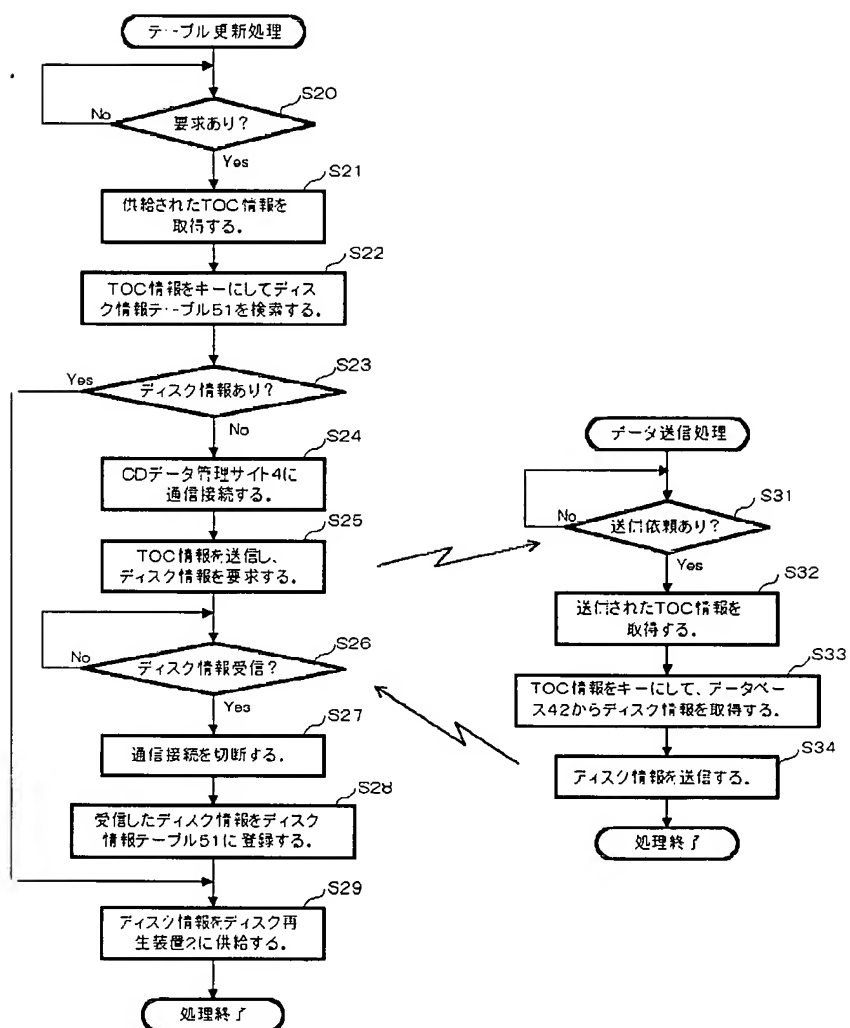 テーブル更新処理
S20
要求あり?
No
Yes
S21
供給されたTOC情報を
取得する。
S22
TOC情報をキーにしてディス
ク情報テーブル51を検索する。
S23
Yes
ディスク情報あり?
No
S24
CDデータ管理サイト4に
通信接続する。
S25
TOC情報を送信し、
ディスク情報を要求する。
S26
No
ディスク情報受信?
Yes
S27
通信接続を切断する。
S28
受信したディスク情報をディスク
情報テーブル51に登録する。
S29
ディスク情報をディスク再
生装置2に供給する。
処理終了
データ送信処理
S31
No
送付依頼あり?
Yes
S32
送付されたTOC情報を
取得する。
S33
TOC情報をキーにして、データベー
ス42からディスク情報を取得する。
S34
ディスク情報を送信する。
処理終了